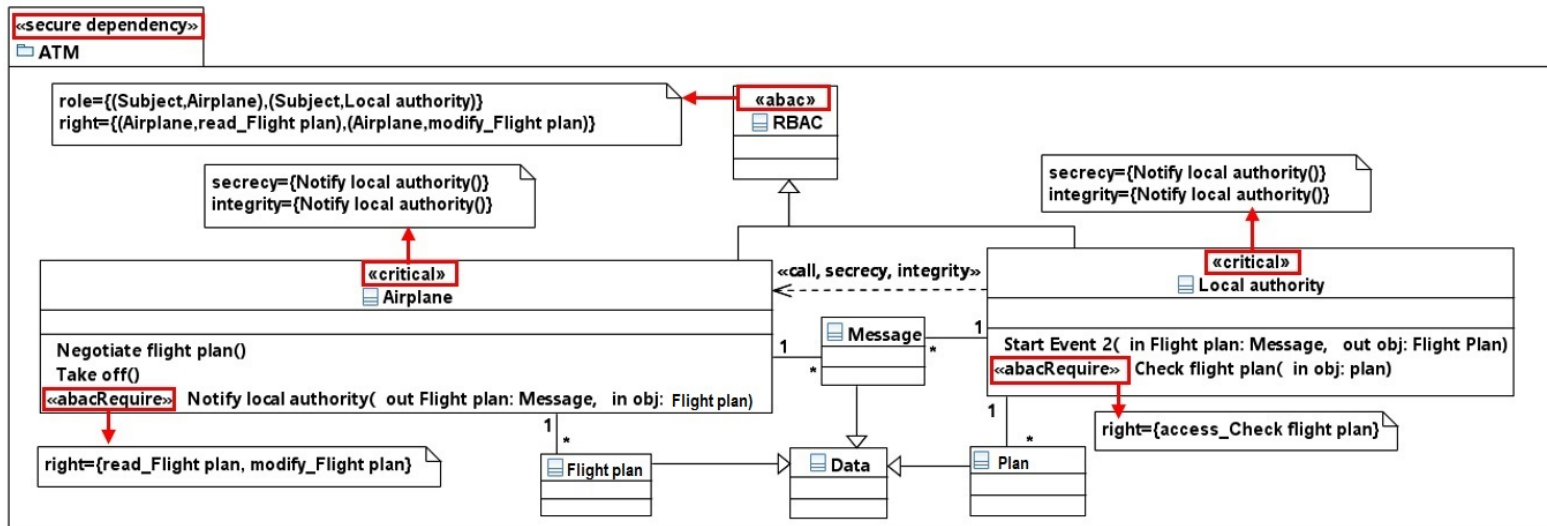 «secure dependency»
ATM
role={(Subject,Airplane),(Subject,Local authority)}
right={(Airplane,read_Flight plan),(Airplane,modify_Flight plan)}
«abac»
RBAC
secrecy={Notify local authority()}
integrity={Notify local authority()}
secrecy={Notify local authority()}
integrity={Notify local authority()}
«critical»
Airplane
«call, secrecy, integrity»
«critical»
Local authority
Negotiate flight plan()
Take off()
«abacRequire» Notify local authority( out Flight plan: Message, in obj: Flight plan)
1
*
Message
1
*
Start Event 2( in Flight plan: Message, out obj: Flight Plan)
«abacRequire» Check flight plan( in obj: plan)
right={read_Flight plan, modify_Flight plan}
1
*
Flight plan
Data
1
*
Plan
right={access_Check flight plan}